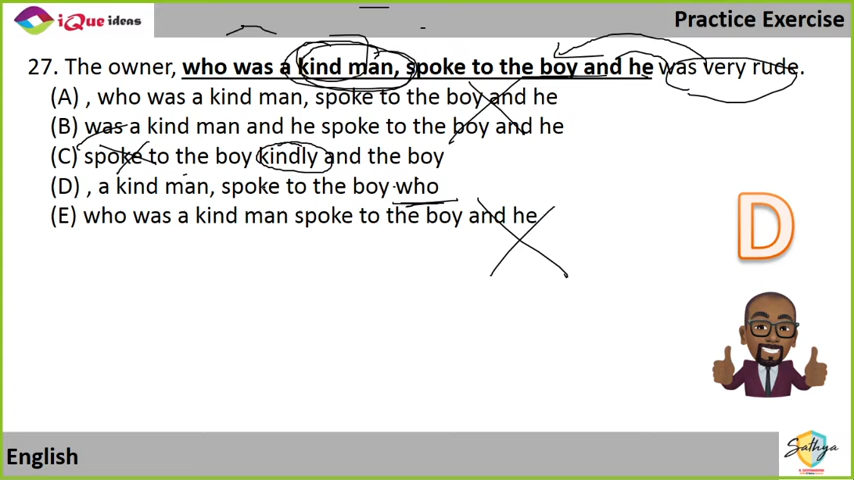 iQue ideas
Practice Exercise
27. The owner, who was a kind man, spoke to the boy and he was very rude.
(A) , who was a kind man, spoke to the boy and he
(B) was a kind man and he spoke to the boy and he
(C) spoke to the boy kindly and the boy
(D) , a kind man, spoke to the boy who
(E) who was a kind man spoke to the boy and he
D
English
Sathya